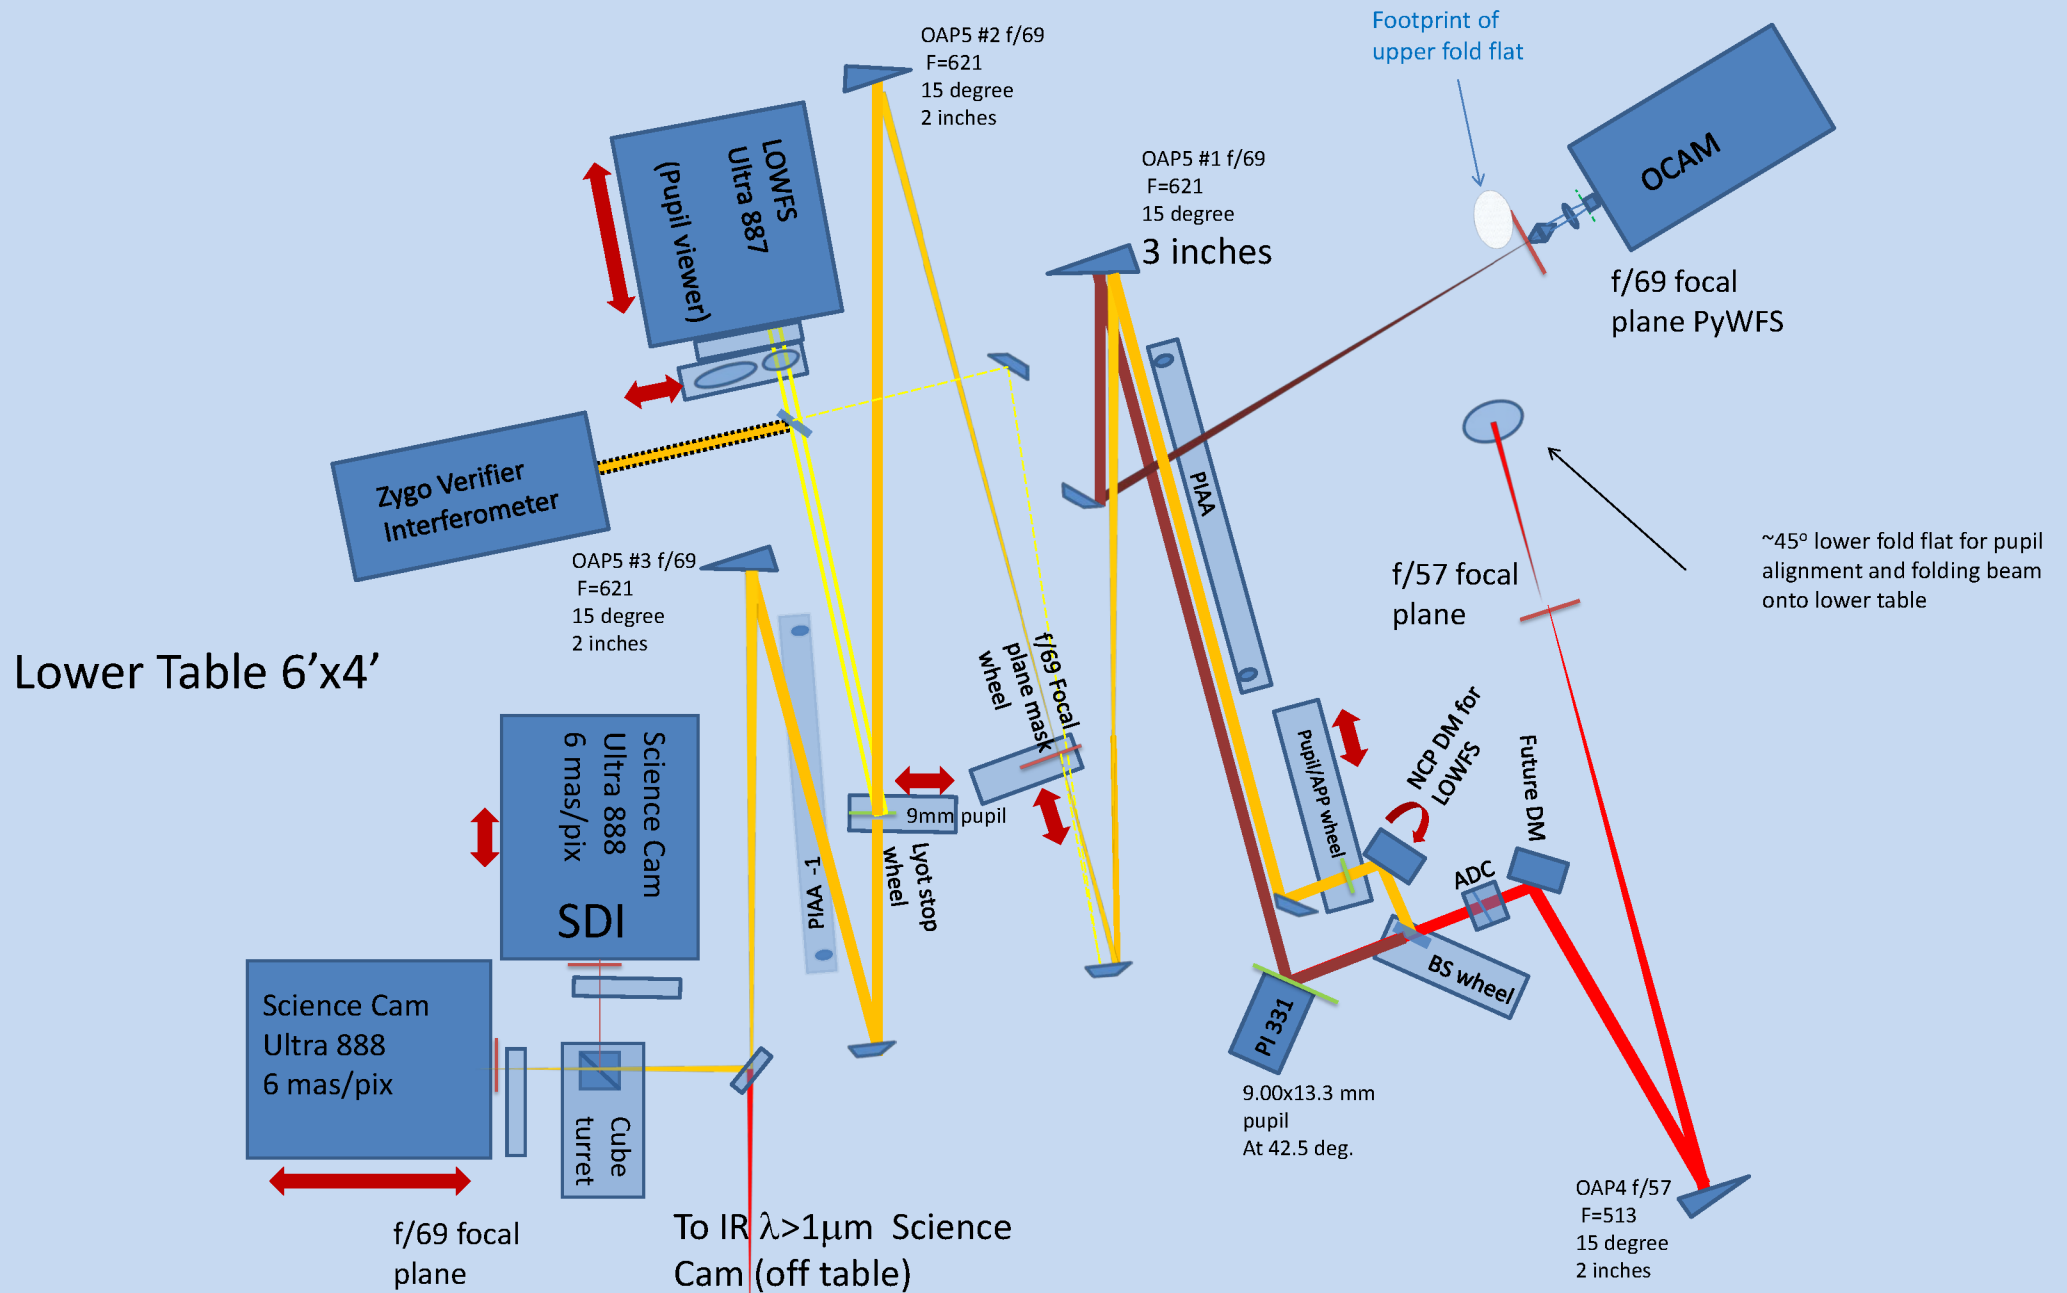 Footprint of
upper fold flat
OAP5 #2 f/69
F=621
15 degree
2 inches
OCAM
LOWFS
Ultra 887
(Pupil viewer)
OAP5 #1 f/69
F=621
15 degree
3 inches
f/69 focal
plane PyWFS
Zygo Verifier
Interferometer
PIAA
~45° lower fold flat for pupil
alignment and folding beam
onto lower table
OAP5 #3 f/69
F=621
15 degree
2 inches
f/57 focal
plane
Lower Table 6'x4'
f/69 Focal
plane mask
wheel
NCP DM for
LOWFS
Future DM
Pupil/APP wheel
ADC
BS wheel
Science Cam
Ultra 888
6 mas/pix
SDI
PIAA -1
9mm pupil
Lyot stop
wheel
PI 331
Science Cam
Ultra 888
6 mas/pix
9.00x13.3 mm
pupil
At 42.5 deg.
Cube
turret
OAP4 f/57
F=513
15 degree
2 inches
f/69 focal
plane
To IR λ>1μm Science
Cam (off table)